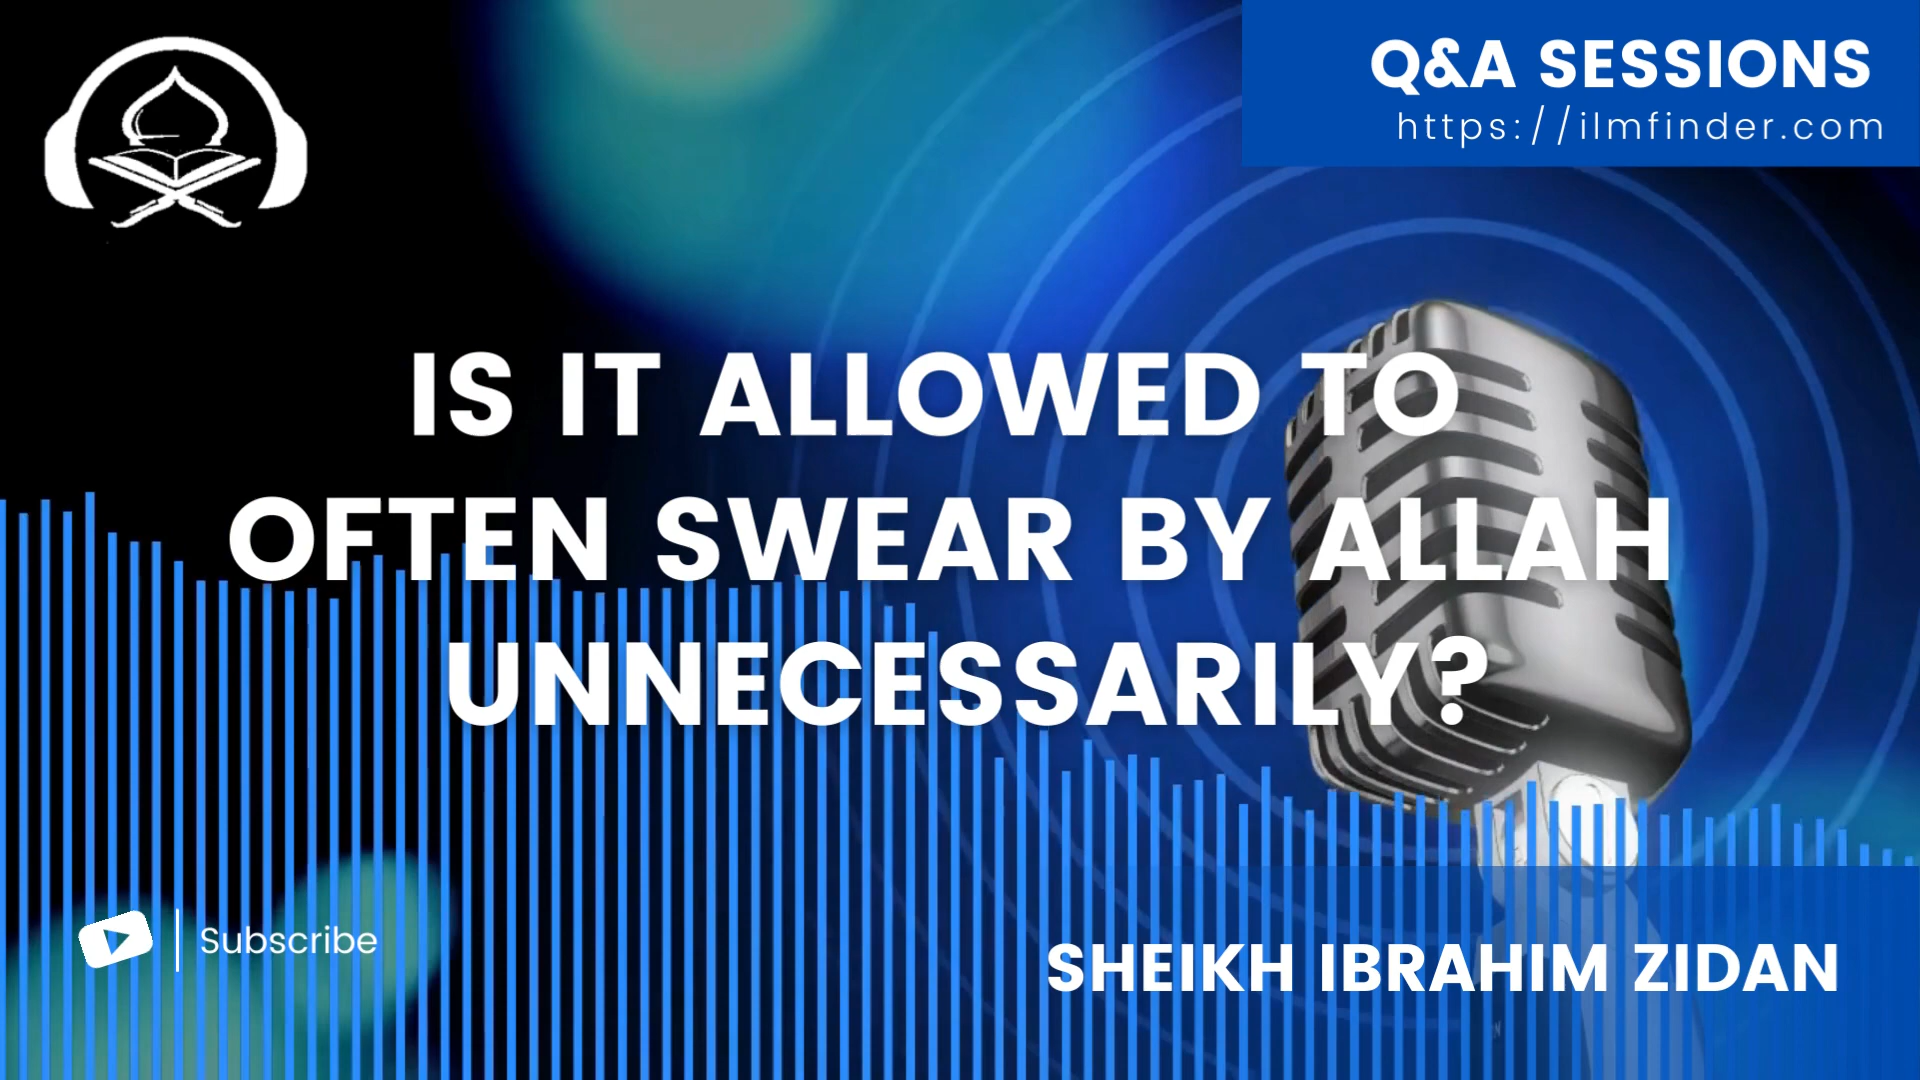 Q&A SESSIONS
https://ilmfinder.com
IS IT ALLOWED TO
OFTEN SWEAR BY ALLAH
UNNECESSARILY?
Subscribe
SHEIKH IBRAHIM ZIDAN